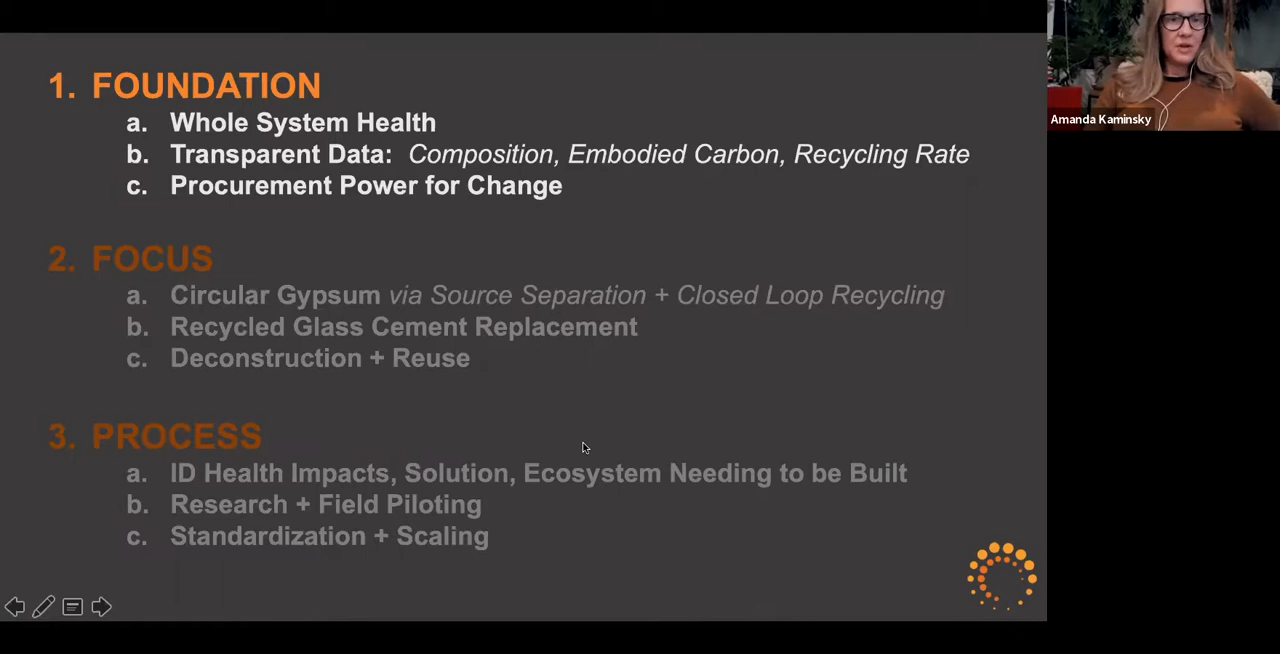 1. FOUNDATION
a. Whole System Health
b. Transparent Data: Composition, Embodied Carbon, Recycling Rate
c. Procurement Power for Change
2. FOCUS
a. Circular Gypsum via Source Separation + Closed Loop Recycling
b. Recycled Glass Cement Replacement
c. Deconstruction + Reuse
3. PROCESS
a. ID Health Impacts, Solution, Ecosystem Needing to be Built
b. Research + Field Piloting
c. Standardization + Scaling
Amanda Kaminsky